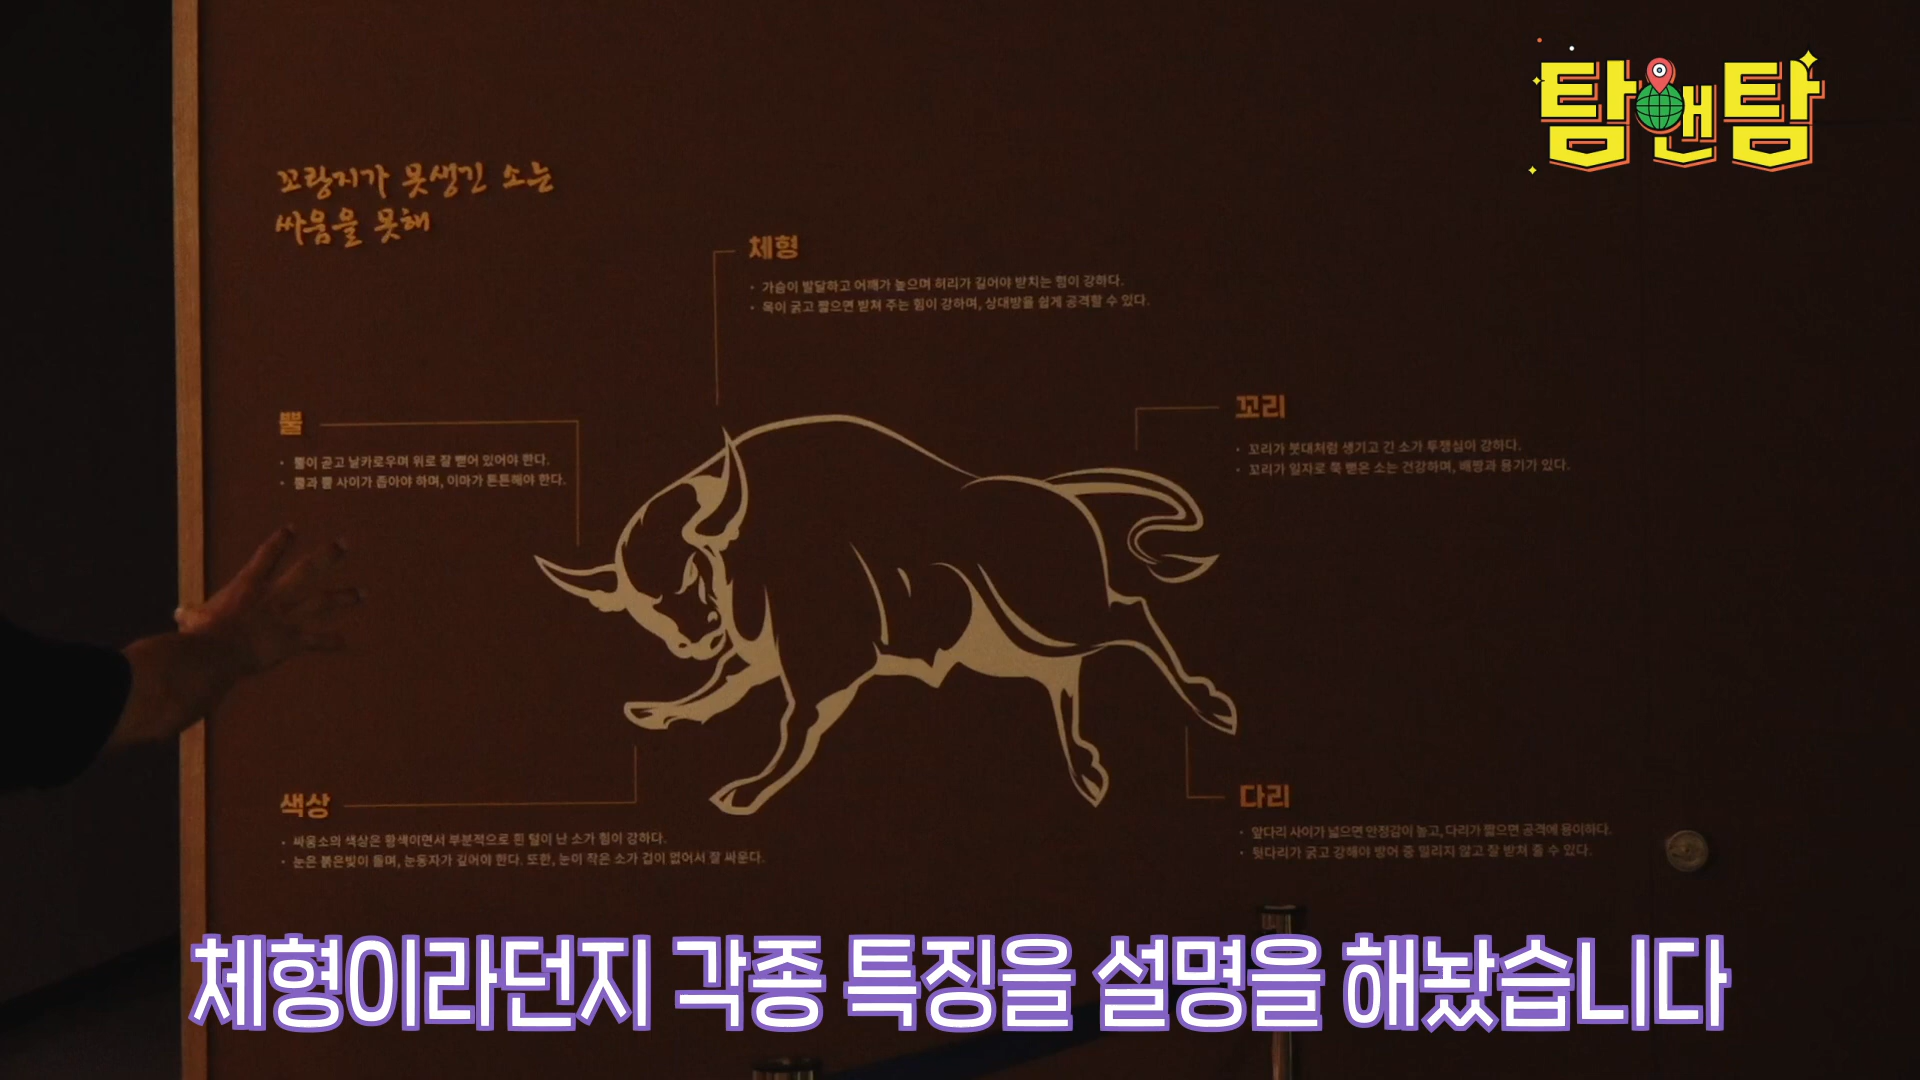 탐앤탐
꼬랑지가 못생긴 소는
싸움을 못해
체형
• 가슴이 발달하고 어깨가 높으며 허리가 길어야 받치는 힘이 강하다.
• 목이 굵고 짧으면 받쳐 주는 힘이 강하며, 상대방을 쉽게 공격할 수 있다.
뿔
• 뿔이 곧고 날카로우며 위로 잘 뻗어 있어야 한다.
• 뿔과 뿔 사이가 좁아야 하며, 이마가 튼튼해야 한다.
꼬리
• 꼬리가 붓대처럼 생기고 긴 소가 투쟁심이 강하다.
• 꼬리가 일자로 쭉 뻗은 소는 건강하며, 배짱과 용기가 있다.
색상
• 싸움소의 색상은 황색이면서 부분적으로 흰 털이 난 소가 힘이 강하다.
• 눈은 붉은빛이 돌며, 눈동자가 깊어야 한다. 또한, 눈이 작은 소가 겁이 없어서 잘 싸운다.
다리
• 앞다리 사이가 넓으면 안정감이 높고, 다리가 짧으면 공격에 용이하다.
• 뒷다리가 굵고 강해야 방어 중 밀리지 않고 잘 받쳐 줄 수 있다.
체형이라던지 각종 특징을 설명을 해놨습니다